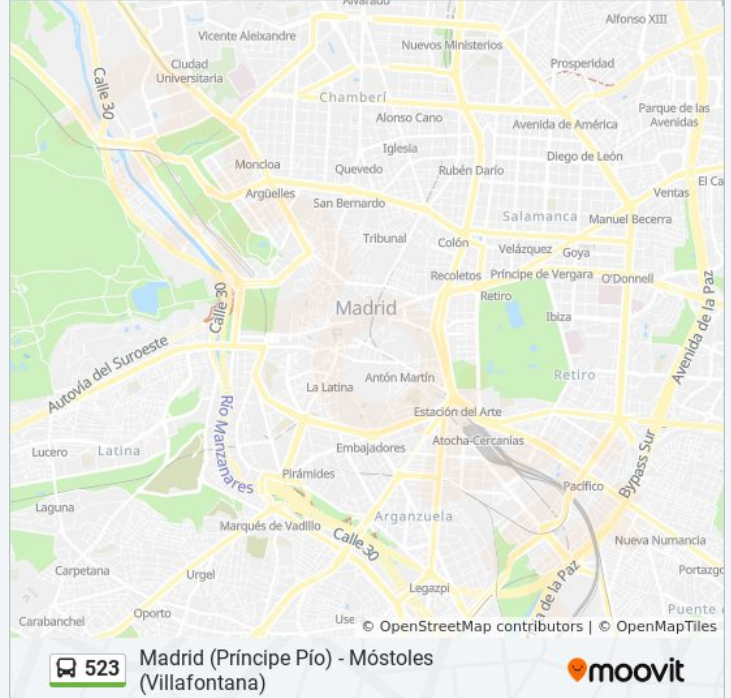 Alvarado
Alfonso XIII
Vicente Aleixandre
Nuevos Ministerios
Ciudad
Universitaria
Prosperidad
Calle 30
Chamberí
Parque de las
Avenidas
Alonso Cano
Avenida de América
Iglesia
Diego de León
Moncloa
Quevedo
Rubén Darío
El Ca
Argüelles
Ventas
San Bernardo
Salamanca
Manuel Becerra
Tribunal
Colón
Velázquez
Goya
Recoletos
Príncipe de Vergara
O'Donnell
Calle 30
Retiro
Madrid
Ibiza
Avenida de la Paz
Autovía del Suroeste
Retiro
La Latina
Antón Martín
Estación del Arte
Río Manzanares
Atocha-Cercanías
Lucero
Latina
Embajadores
Bypass Sur
Pirámides
Pacífico
Laguna
Arganzuela
Marqués de Vadillo
Calle 30
Nueva Numancia
Carpetana
Urgel
Portazgo
Legazpi
a de la Paz
Puente
Oporto
Carabanchel
Use
© OpenStreetMap contributors | © OpenMapTiles
523
Madrid (Príncipe Pío) - Móstoles
(Villafontana)
moovit